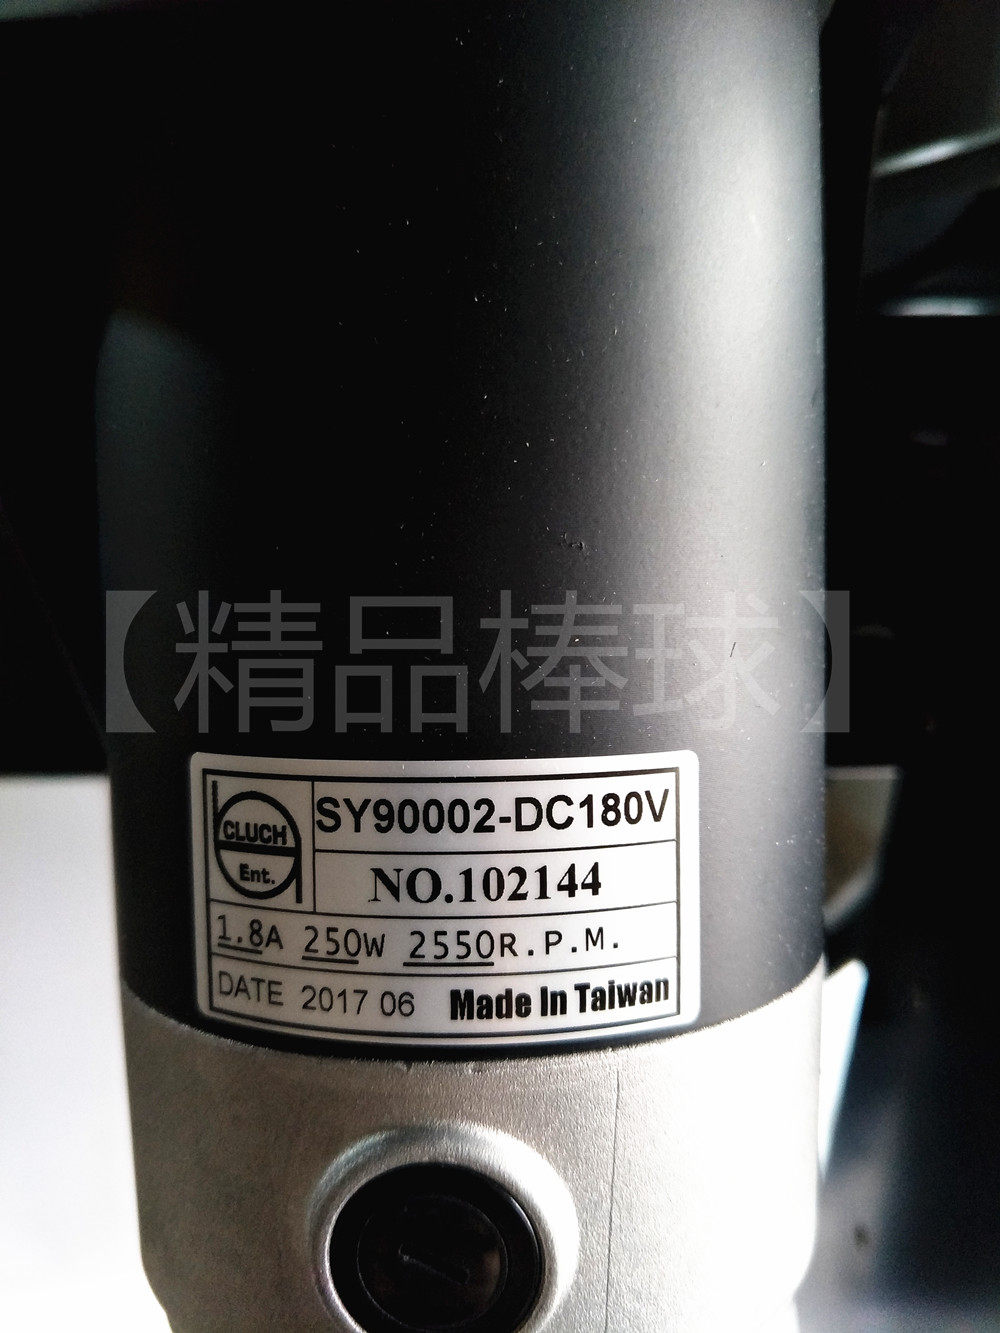 【精品棒球】
CLUCH
Ent.
SY90002-DC180V
NO.102144
1.8A 250W 2550R.P.M.
DATE 2017 06 Made In Taiwan